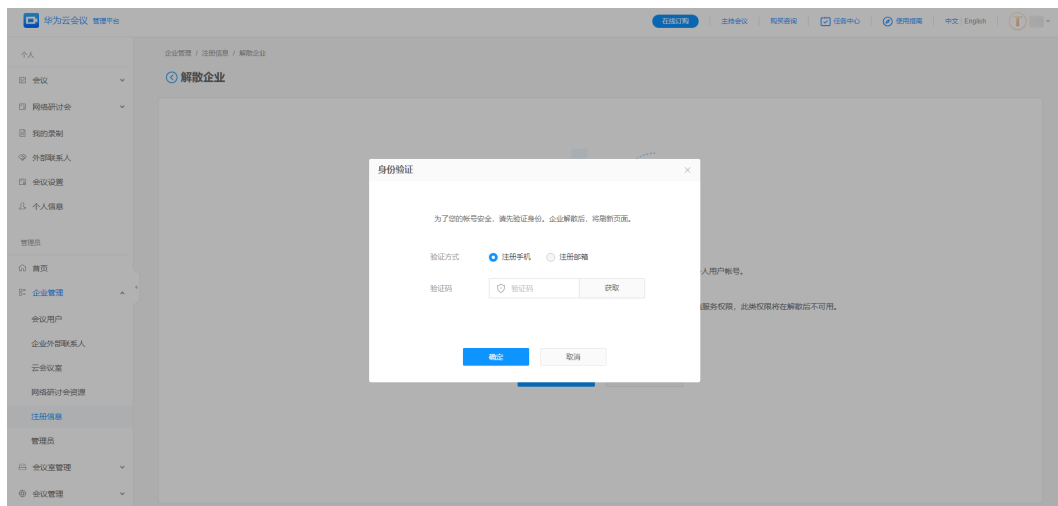 华为云会议 管理平台
在线订购 主持会议 购买咨询 任务中心 使用指南 中文 | English
个人
会议
网络研讨会
我的录制
外部联系人
会议设置
个人信息
管理员
首页
企业管理
会议用户
企业外部联系人
云会议室
网络研讨会资源
注册信息
管理员
会议室管理
会议管理
企业管理 / 注册信息 / 解散企业
解散企业
身份验证
为了您的帐号安全,请先验证身份。企业解散后,将刷新页面。
验证方式 注册手机 注册邮箱
验证码 验证码 获取
确定 取消
人用户帐号。
服务权限,此类权限将在解散后不可用。